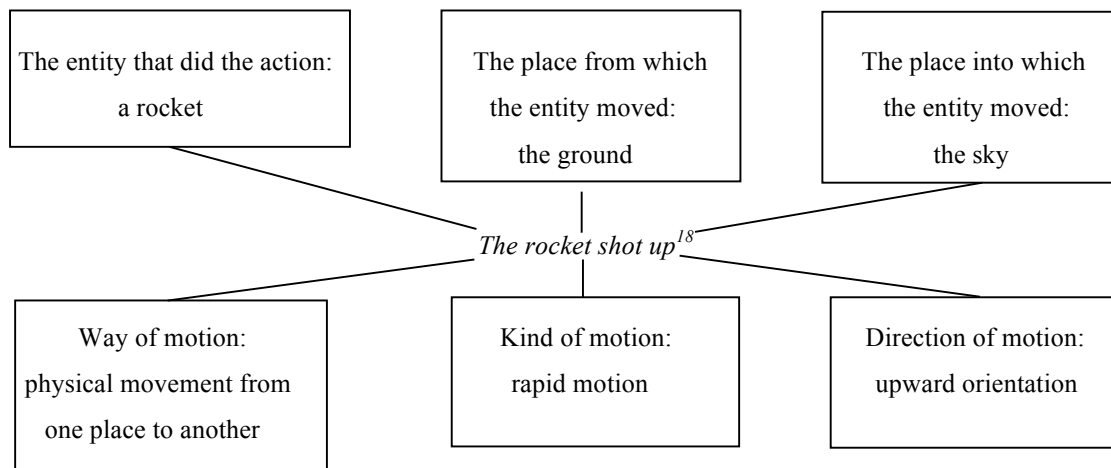 The entity that did the action:
a rocket
The place from which
the entity moved:
the ground
The place into which
the entity moved:
the sky
The rocket shot up18
Way of motion:
physical movement from
one place to another
Kind of motion:
rapid motion
Direction of motion:
upward orientation